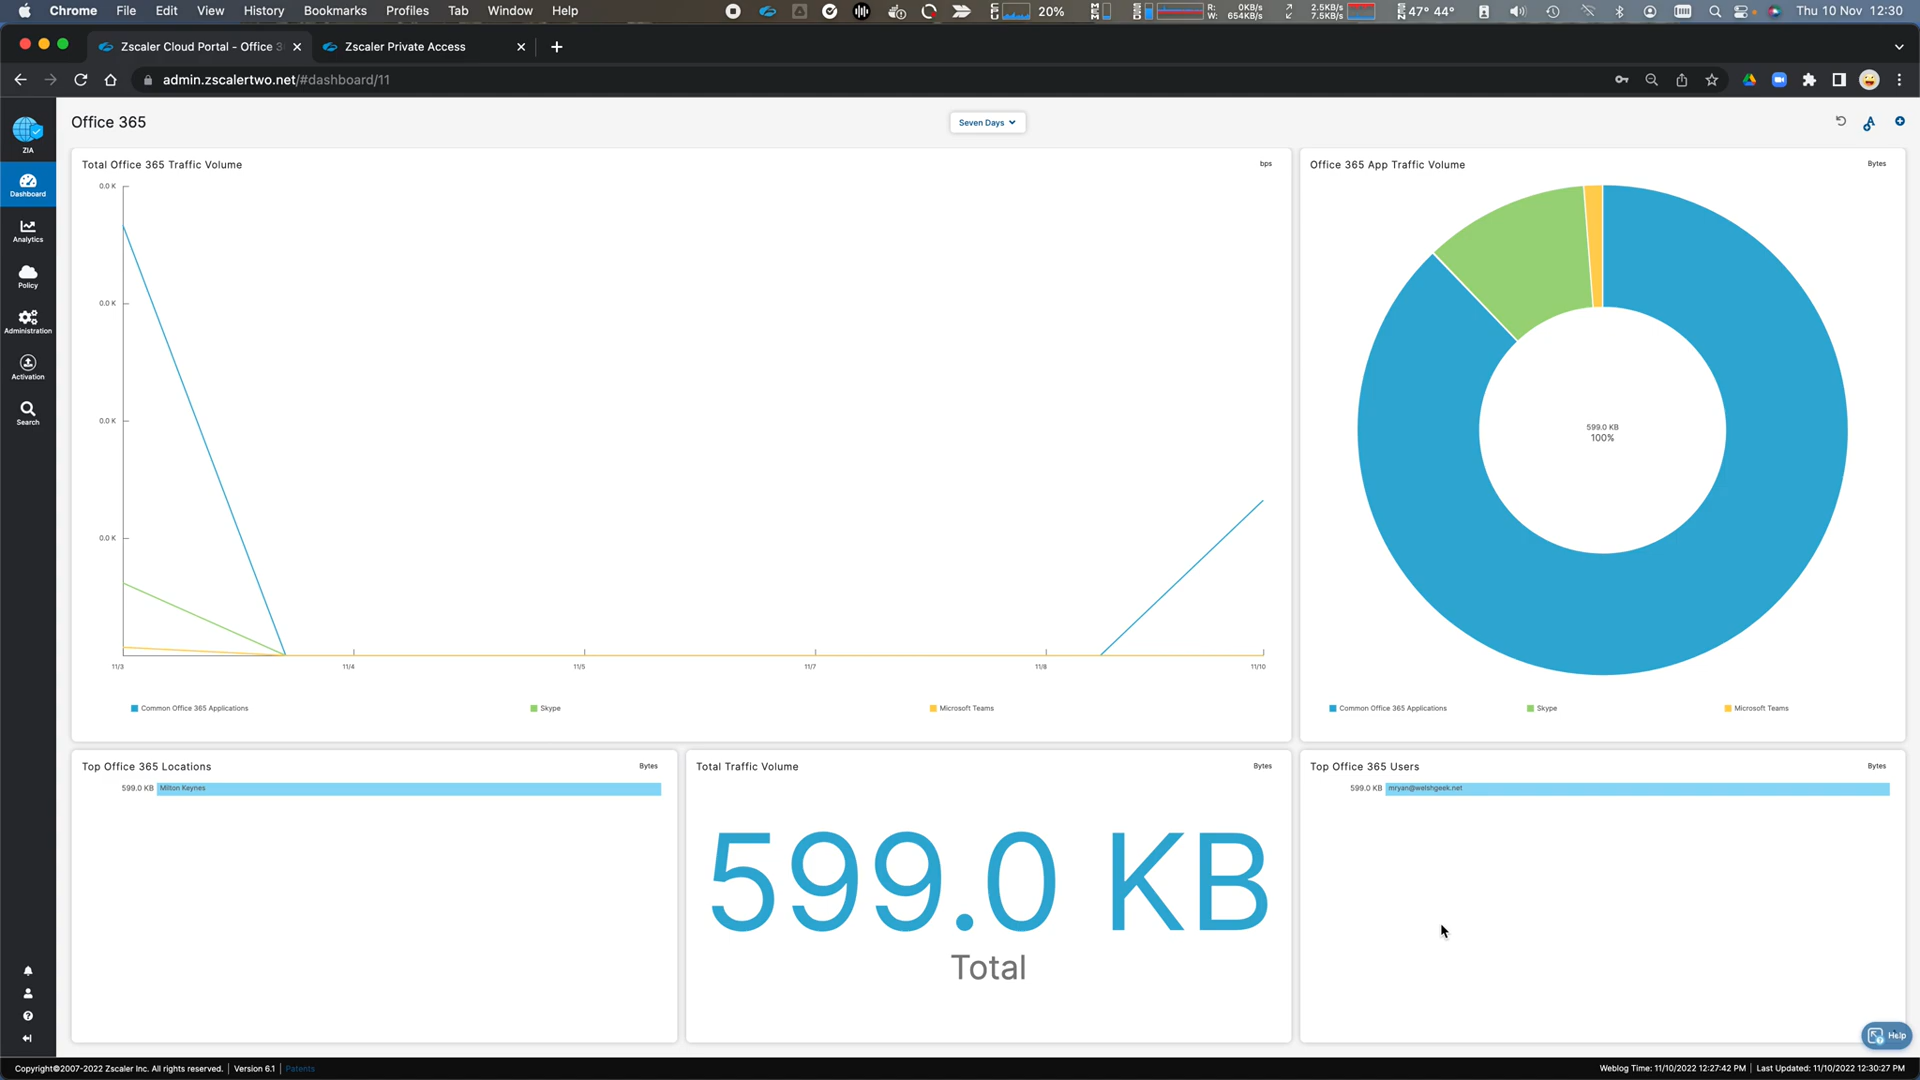 Chrome File Edit View History Bookmarks Profiles Tab Window Help 20% R: 0KB/s W: 654KB/s 2.5KB/s 7.5KB/s 47° 44° Thu 10 Nov 12:30
Zscaler Cloud Portal - Office 3 Zscaler Private Access
admin.zscalertwo.net/#dashboard/11
ZIA
Dashboard
Analytics
Policy
Administration
Activation
Search
Office 365
Seven Days
Total Office 365 Traffic Volume bps
0.0 K
0.0 K
0.0 K
0.0 K
11/3 11/4 11/5 11/7 11/8 11/10
Common Office 365 Applications Skype Microsoft Teams
Office 365 App Traffic Volume Bytes
599.0 KB
100%
Common Office 365 Applications Skype Microsoft Teams
Top Office 365 Locations Bytes
599.0 KB Milton Keynes
Total Traffic Volume Bytes
599.0 KB
Total
Top Office 365 Users Bytes
599.0 KB mryan@welshgeek.net
Help
Copyright©2007-2022 Zscaler Inc. All rights reserved. | Version 6.1 | Patents
Weblog Time: 11/10/2022 12:27:42 PM | Last Updated: 11/10/2022 12:30:27 PM